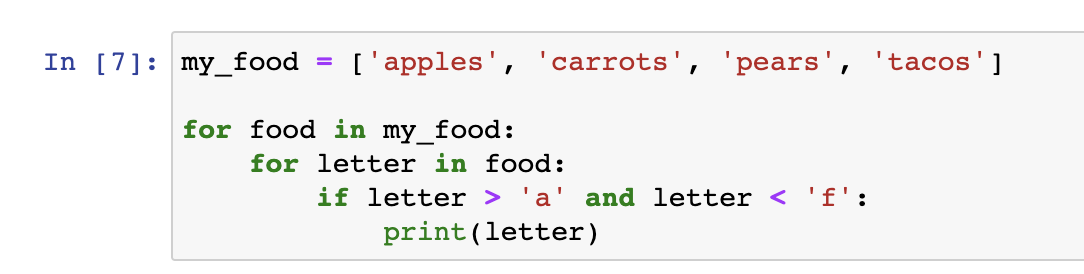 In [7]: my_food = ['apples', 'carrots', 'pears', 'tacos']
for food in my_food:
    for letter in food:
        if letter > 'a' and letter < 'f':
            print(letter)